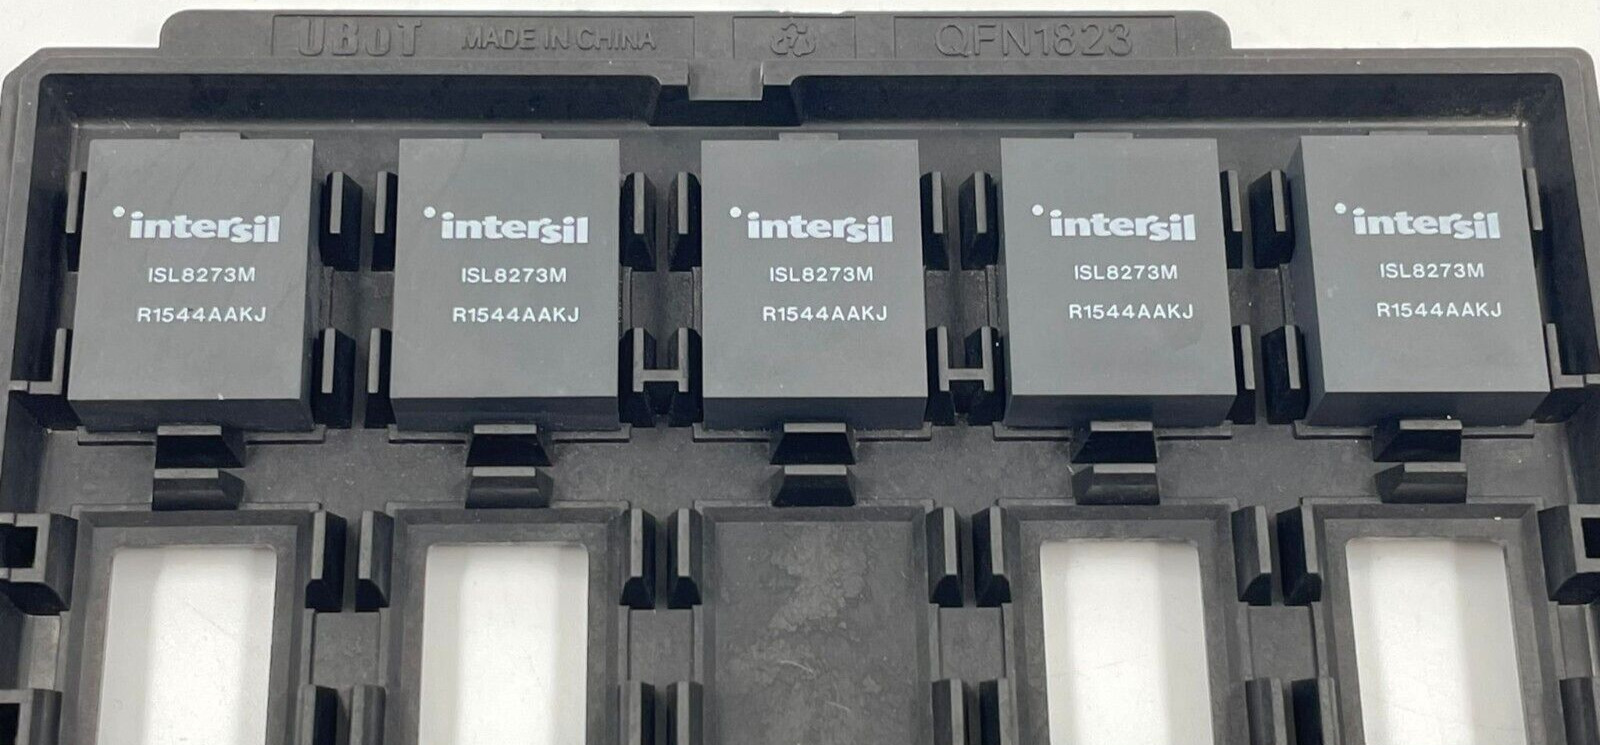 UBoT MADE IN CHINA QFN1823
intersil
ISL8273M
R1544AAKJ
intersil
ISL8273M
R1544AAKJ
intersil
ISL8273M
R1544AAKJ
intersil
ISL8273M
R1544AAKJ
intersil
ISL8273M
R1544AAKJ